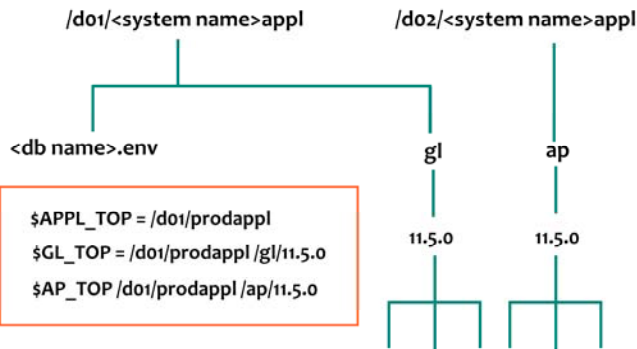 /d01/<system name>appl
/d02/<system name>appl
<db name>.env
gl
ap
$APPL_TOP = /d01/prodappl
$GL_TOP = /d01/prodappl /gl/11.5.0
$AP_TOP /d01/prodappl /ap/11.5.0
11.5.0
11.5.0